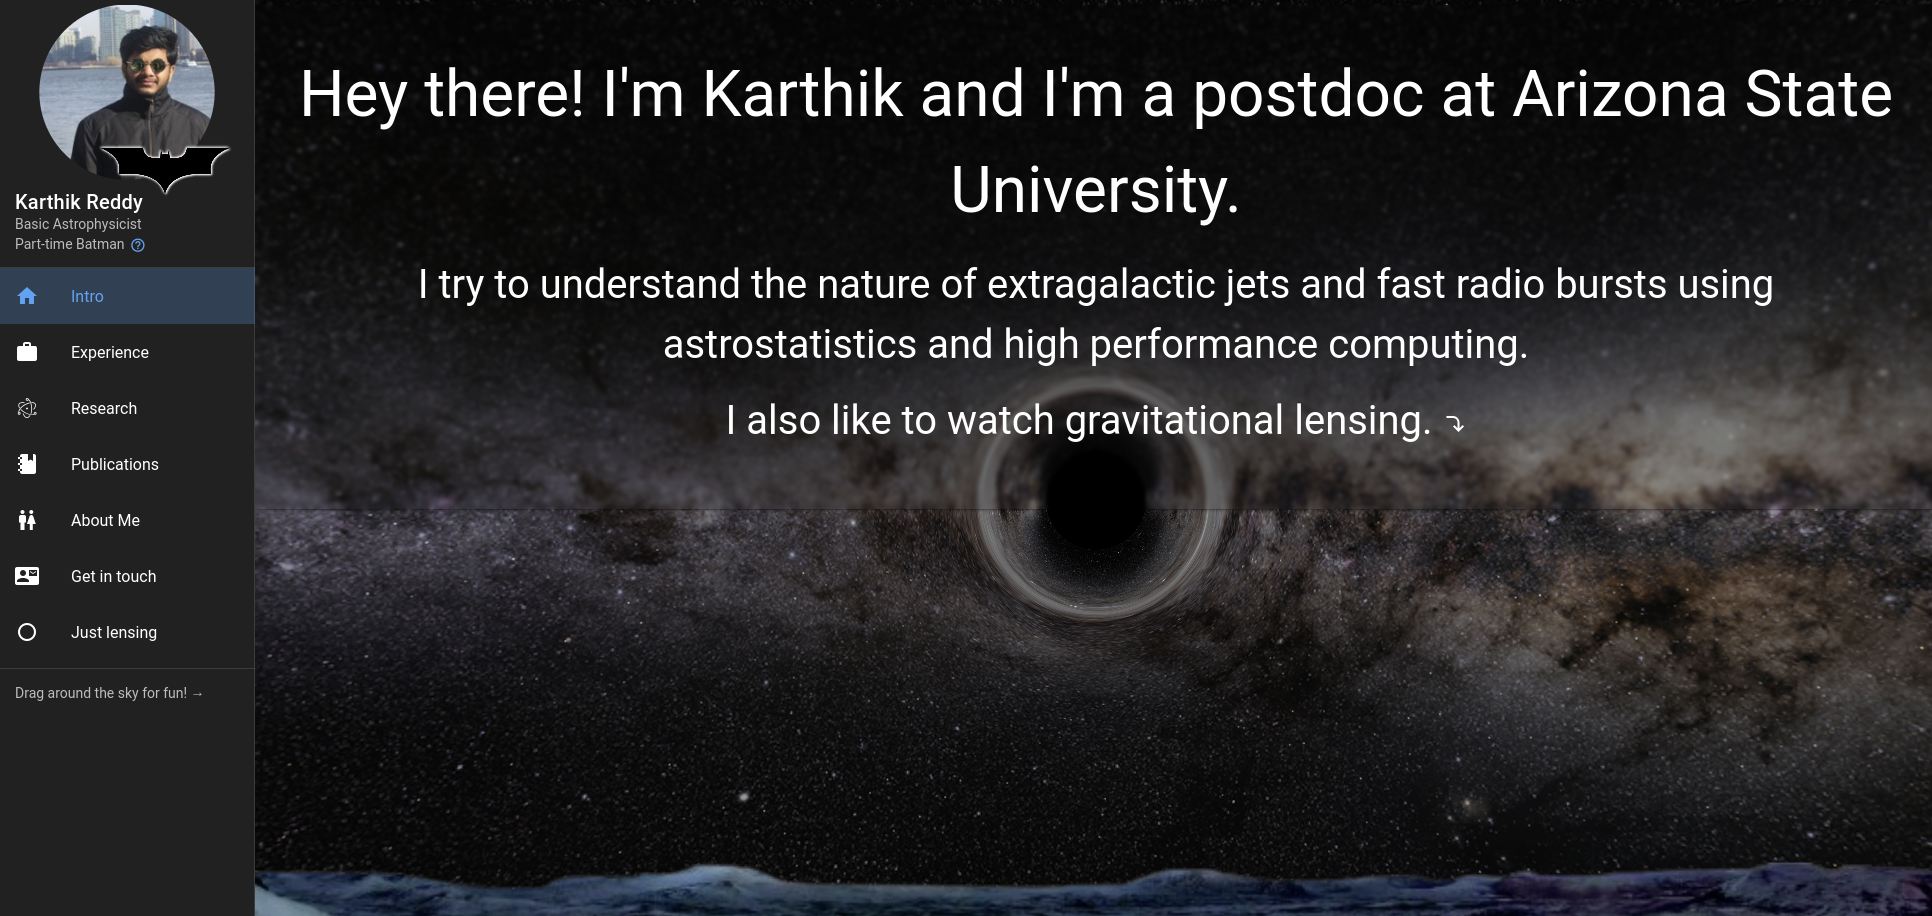 Karthik Reddy
Basic Astrophysicist
Part-time Batman
Intro
Experience
Research
Publications
About Me
Get in touch
Just lensing
Drag around the sky for fun! →
Hey there! I'm Karthik and I'm a postdoc at Arizona State
University.
I try to understand the nature of extragalactic jets and fast radio bursts using
astrostatistics and high performance computing.
I also like to watch gravitational lensing. ⤵